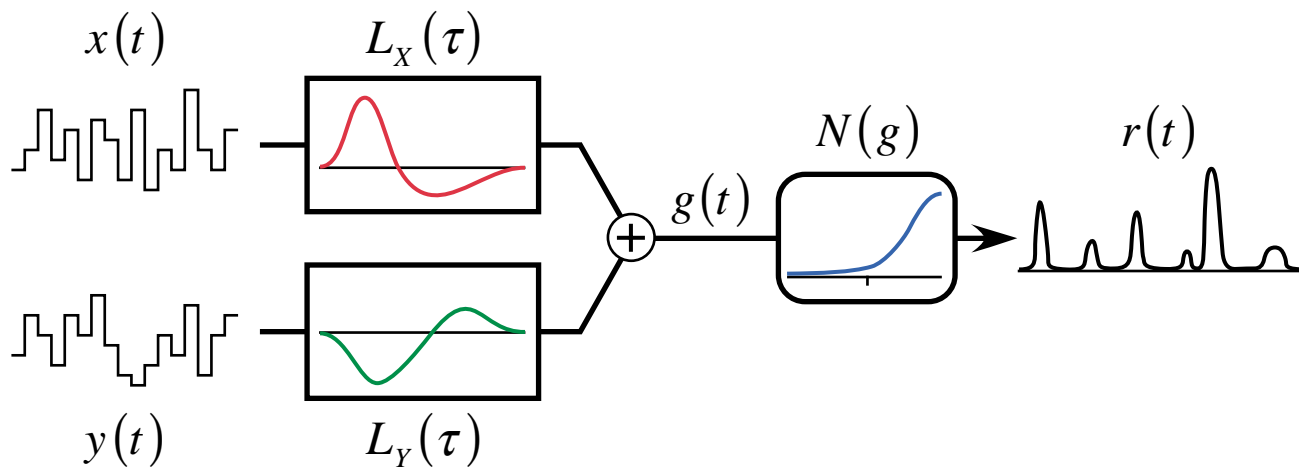 x(t)
L_X(τ)
N(g)
r(t)
g(t)
+
y(t)
L_Y(τ)